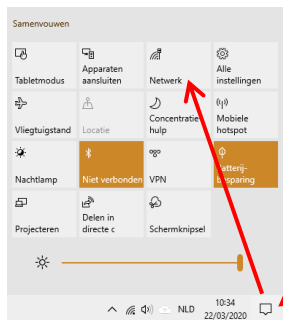 Samenvouwen
Tabletmodus
Apparaten
aansluiten
Netwerk
Alle
instellingen
Vliegtuigstand
Locatie
Concentratie
hulp
Mobiele
hotspot
Nachtlamp
Niet verbonden
VPN
Batterij-
besparing
Projecteren
Delen in
directe c
Schermknipsel
NLD
10:34
22/03/2020